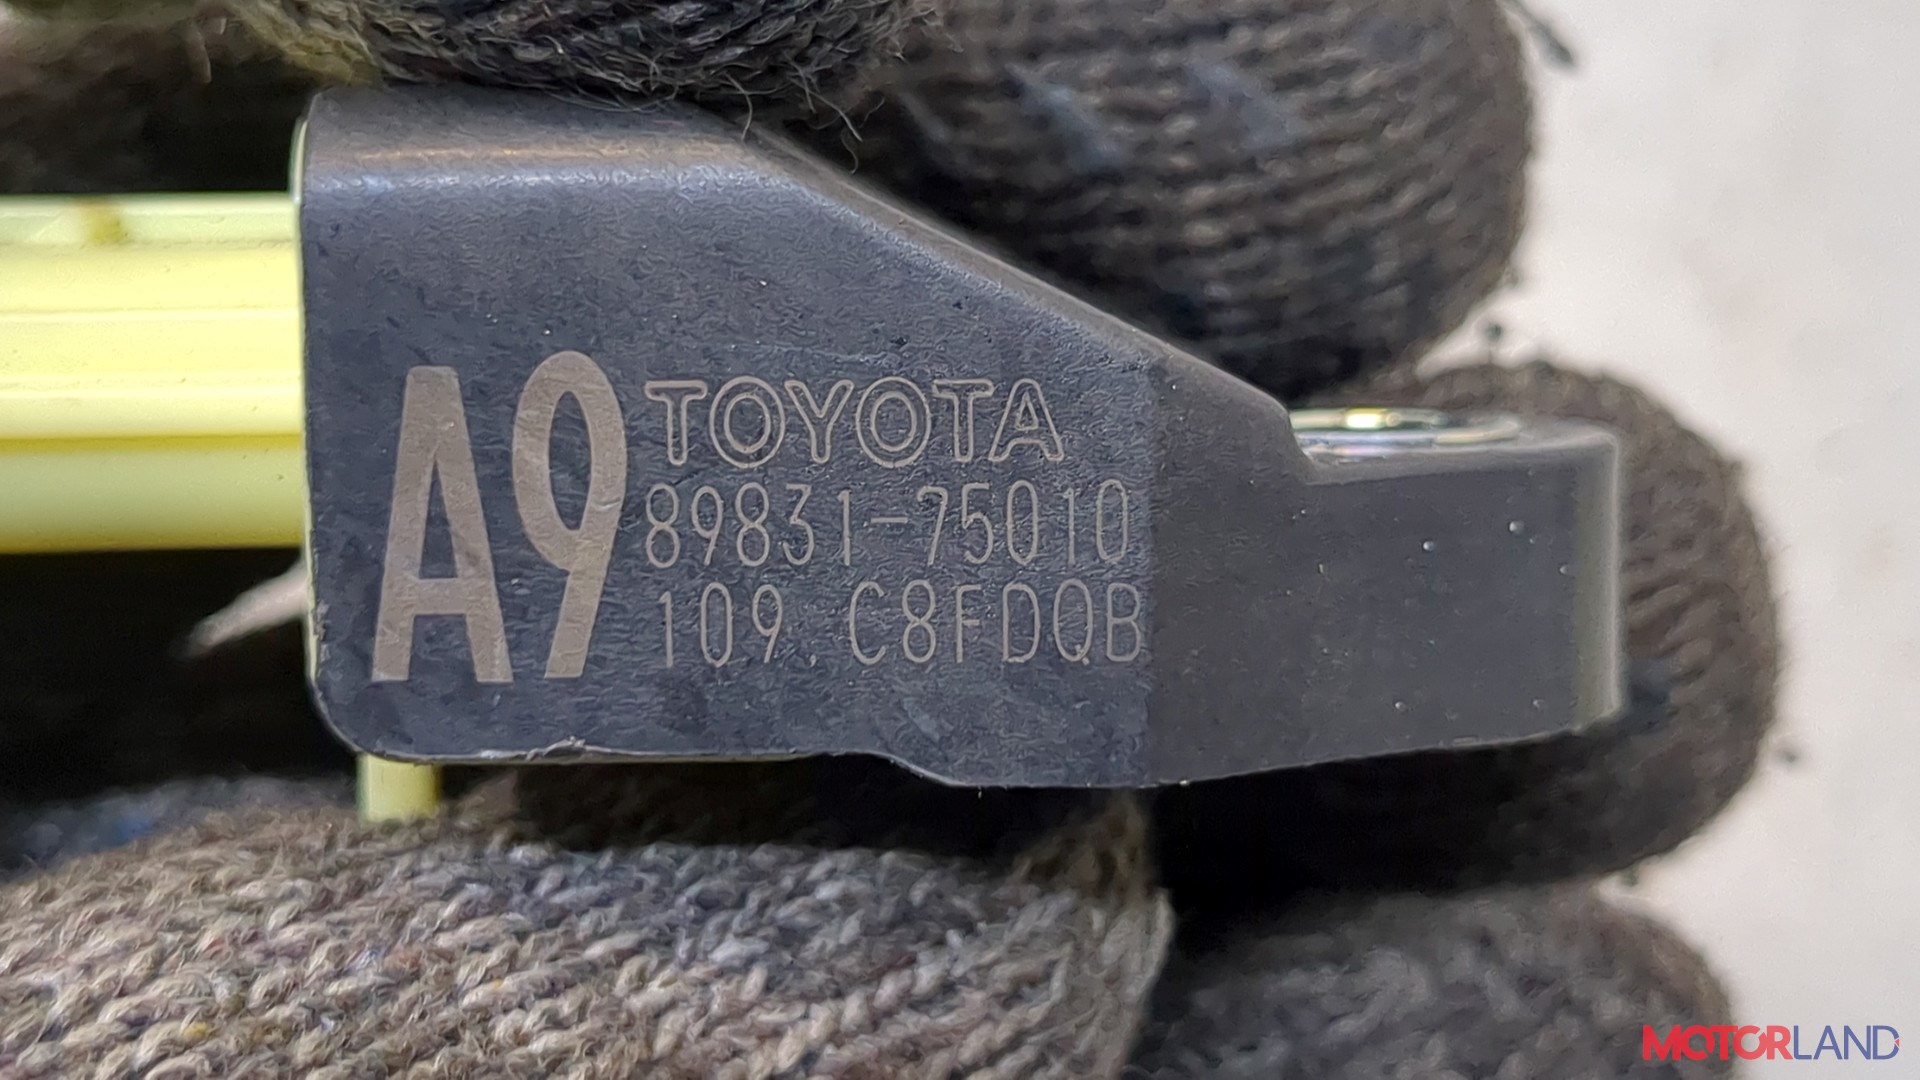 A9
TOYOTA
89831-75010
109 C8FDQB
MOTORLAND